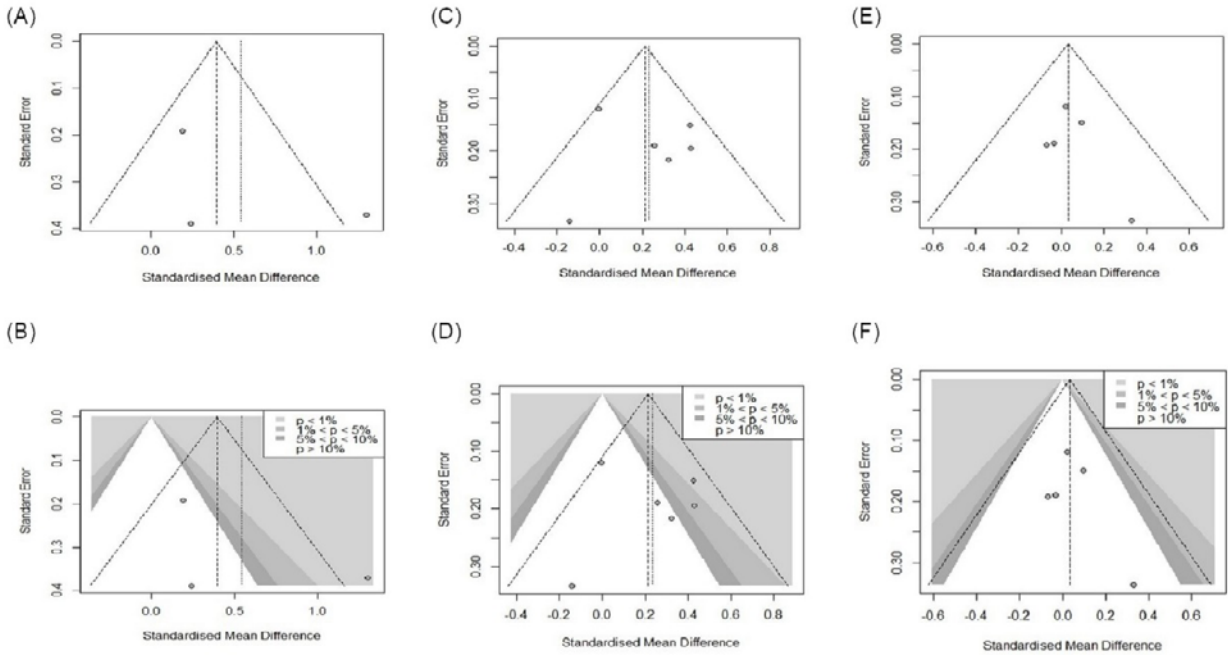 (A)
0.0
0.1
0.2
0.3
0.4
Standard Error
0.0 0.5 1.0
Standardised Mean Difference
(C)
0.00
0.10
0.20
0.30
Standard Error
-0.4 -0.2 0.0 0.2 0.4 0.6 0.8
Standardised Mean Difference
(E)
0.00
0.10
0.20
0.30
Standard Error
-0.6 -0.4 -0.2 0.0 0.2 0.4 0.6
Standardised Mean Difference
(B)
0.0
0.1
0.2
0.3
0.4
Standard Error
p < 1%
1% < p < 5%
5% < p < 10%
p > 10%
0.0 0.5 1.0
Standardised Mean Difference
(D)
0.00
0.10
0.20
0.30
Standard Error
p < 1%
1% < p < 5%
5% < p < 10%
p > 10%
-0.4 -0.2 0.0 0.2 0.4 0.6 0.8
Standardised Mean Difference
(F)
0.00
0.10
0.20
0.30
Standard Error
p < 1%
1% < p < 5%
5% < p < 10%
p > 10%
-0.6 -0.4 -0.2 0.0 0.2 0.4 0.6
Standardised Mean Difference